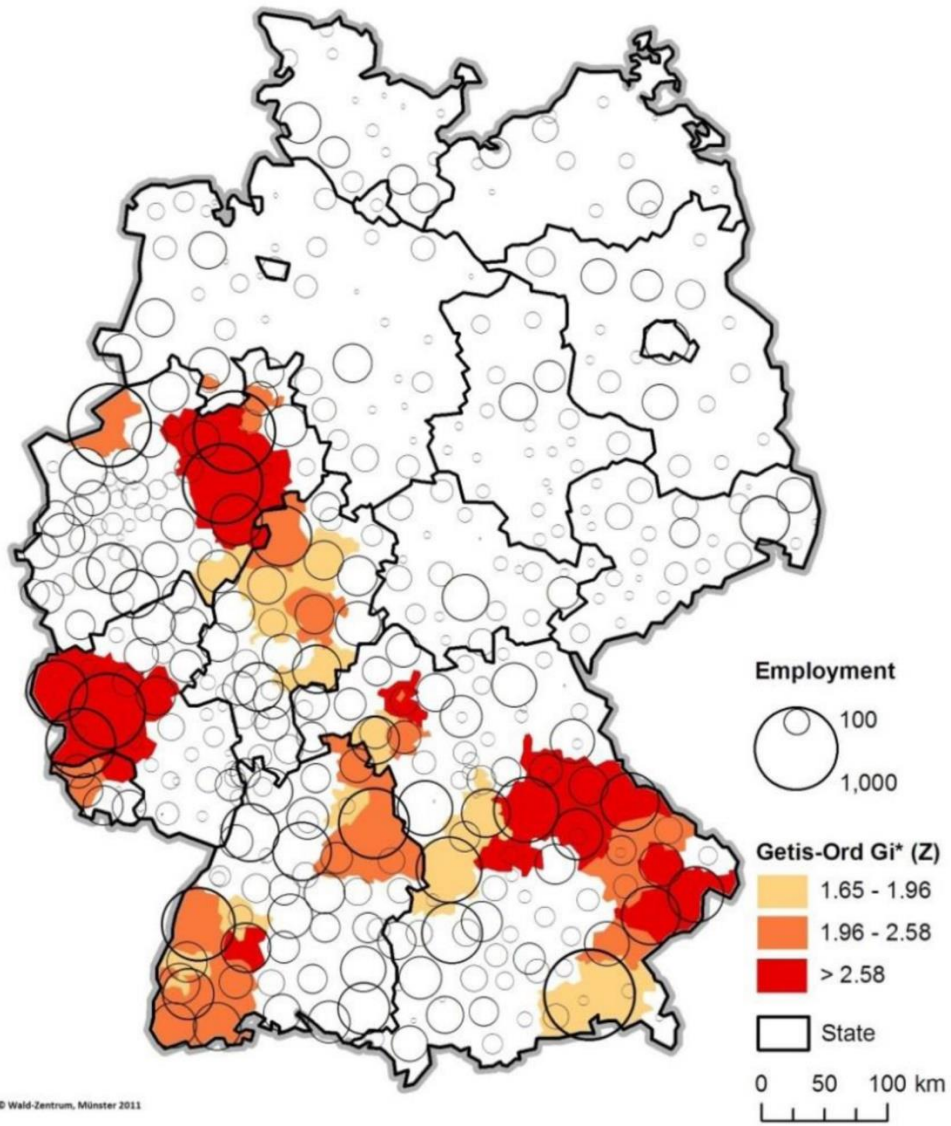 Employment
100
1,000
Getis-Ord Gi* (Z)
1.65 - 1.96
1.96 - 2.58
> 2.58
State
0 50 100 km
© Wald-Zentrum, Münster 2011